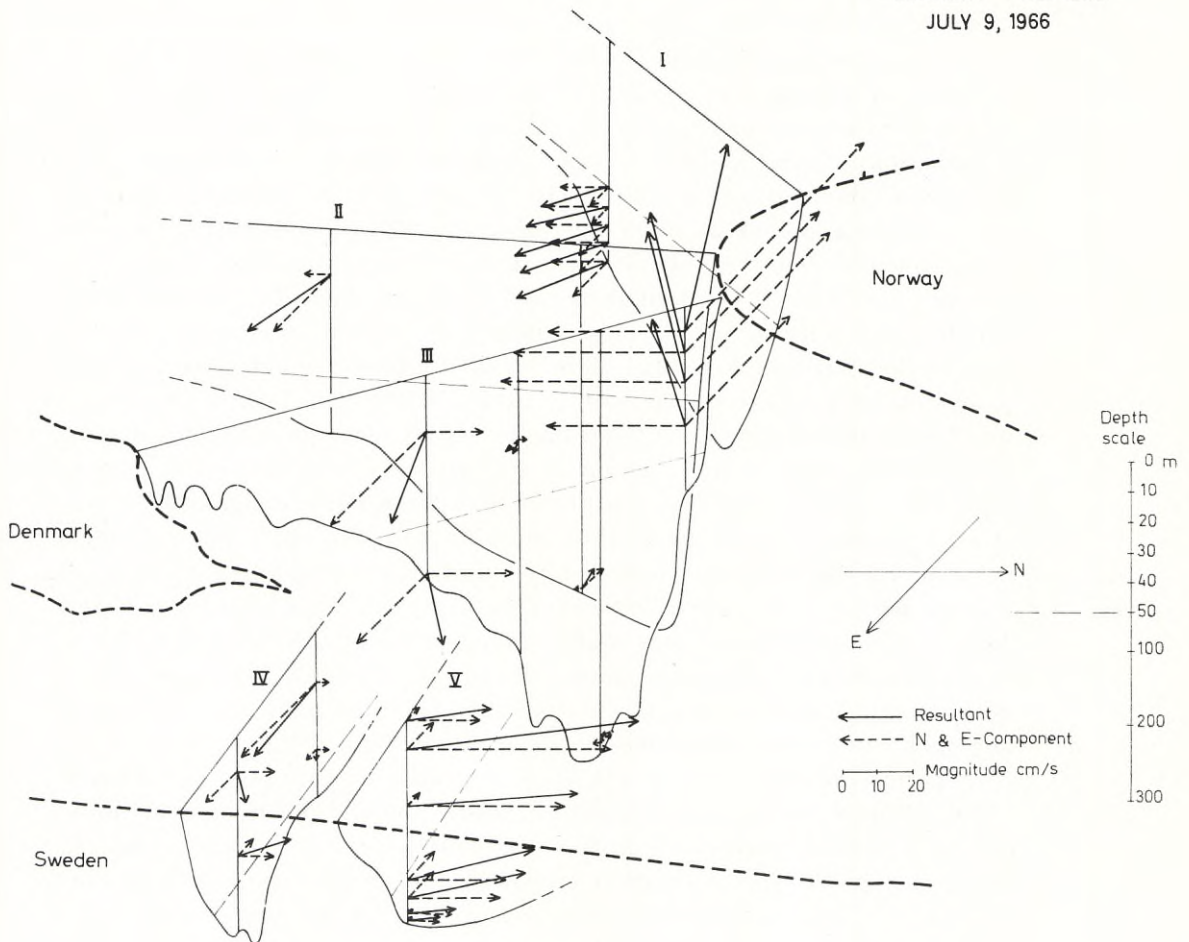 JULY 9, 1966
I
II
Norway
III
Depth
scale
0 m
10
20
30
40
50
100
200
300
Denmark
N
E
IV
V
Resultant
N & E-Component
Magnitude cm/s
0 10 20
Sweden